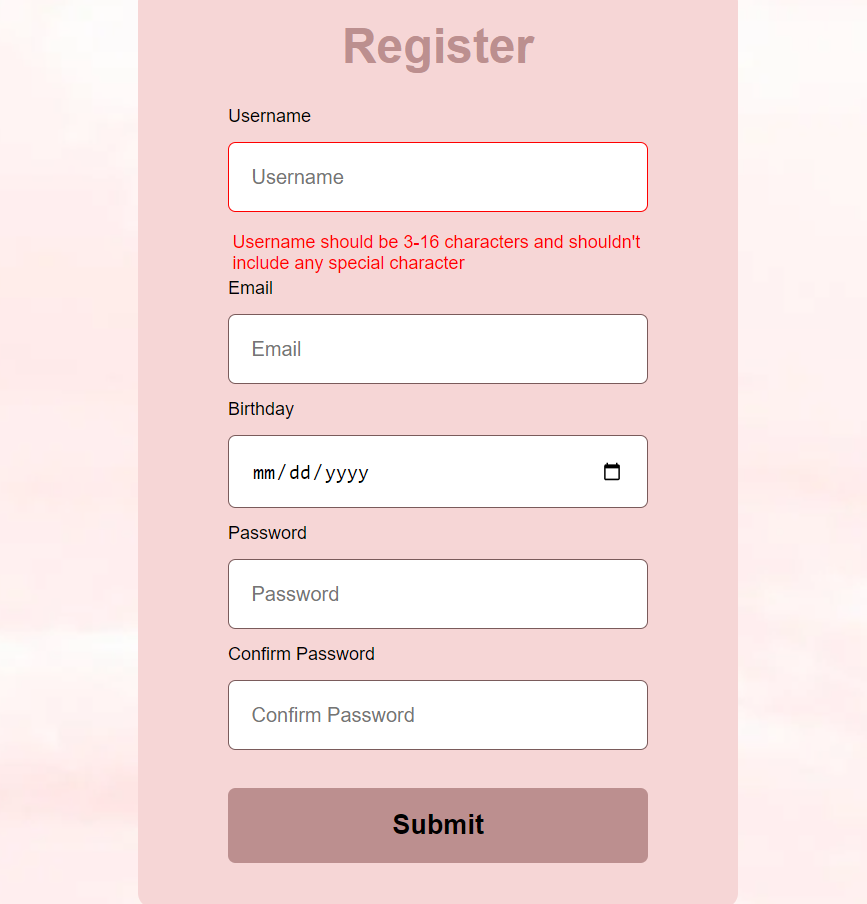 Register
Username
Username
Username should be 3-16 characters and shouldn't
include any special character
Email
Email
Birthday
mm/dd/yyyy
Password
Password
Confirm Password
Confirm Password
Submit